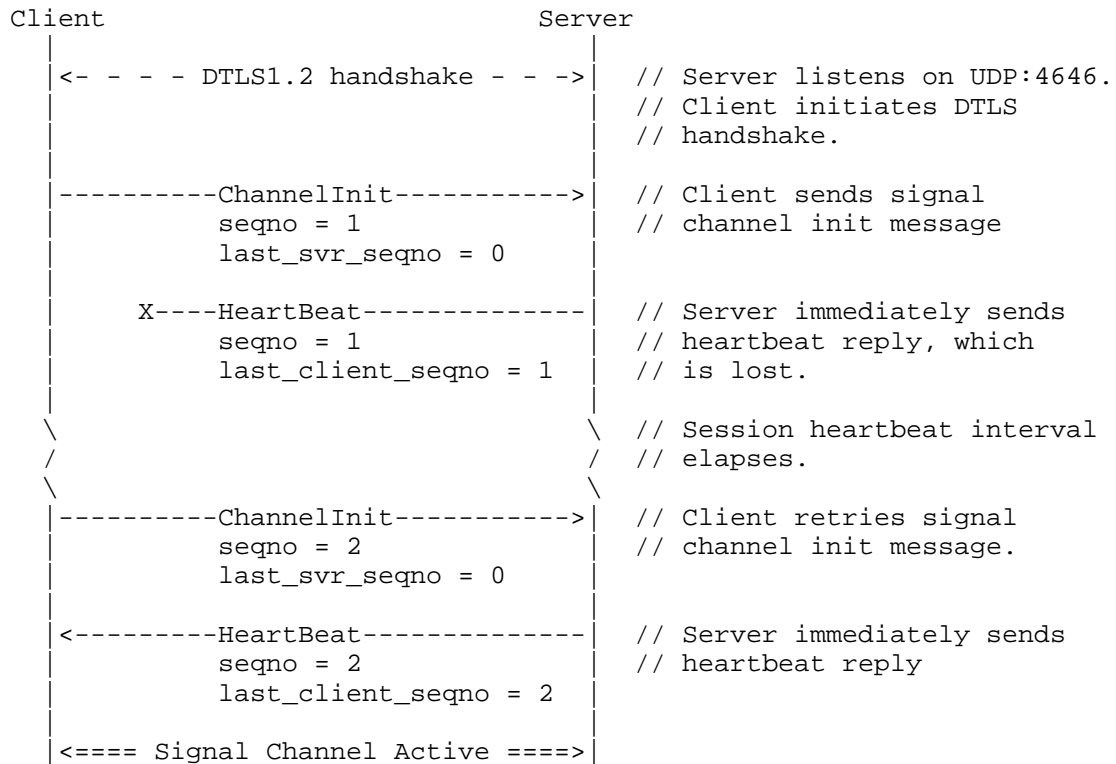 Client                                Server
  |                                     |
  |<- - - - DTLS1.2 handshake - - ->|   // Server listens on UDP:4646.
  |                                 |   // Client initiates DTLS
  |                                 |   // handshake.
  |                                 |
  |----------ChannelInit----------->|   // Client sends signal
  |          seqno = 1              |   // channel init message
  |          last_svr_seqno = 0     |
  |                                 |
  |     X----HeartBeat--------------|   // Server immediately sends
  |          seqno = 1              |   // heartbeat reply, which
  |          last_client_seqno = 1  |   // is lost.
  |                                 |
  \                                 \   // Session heartbeat interval
  /                                 /   // elapses.
  \                                 \
  |----------ChannelInit----------->|   // Client retries signal
  |          seqno = 2              |   // channel init message.
  |          last_svr_seqno = 0     |
  |                                 |
  |<---------HeartBeat--------------|   // Server immediately sends
  |          seqno = 2              |   // heartbeat reply
  |          last_client_seqno = 2  |
  |                                 |
  |<==== Signal Channel Active ====>|